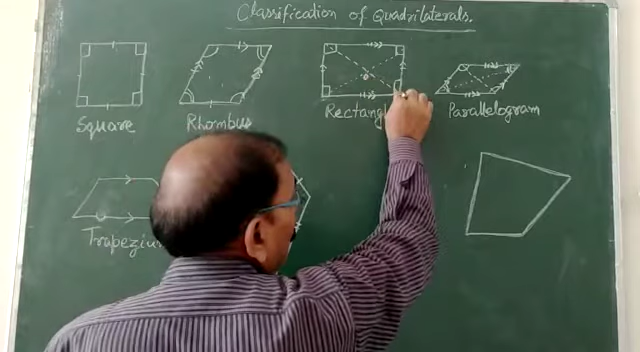 Classification of Quadrilaterals.
Square
Rhombus
Parallelogram